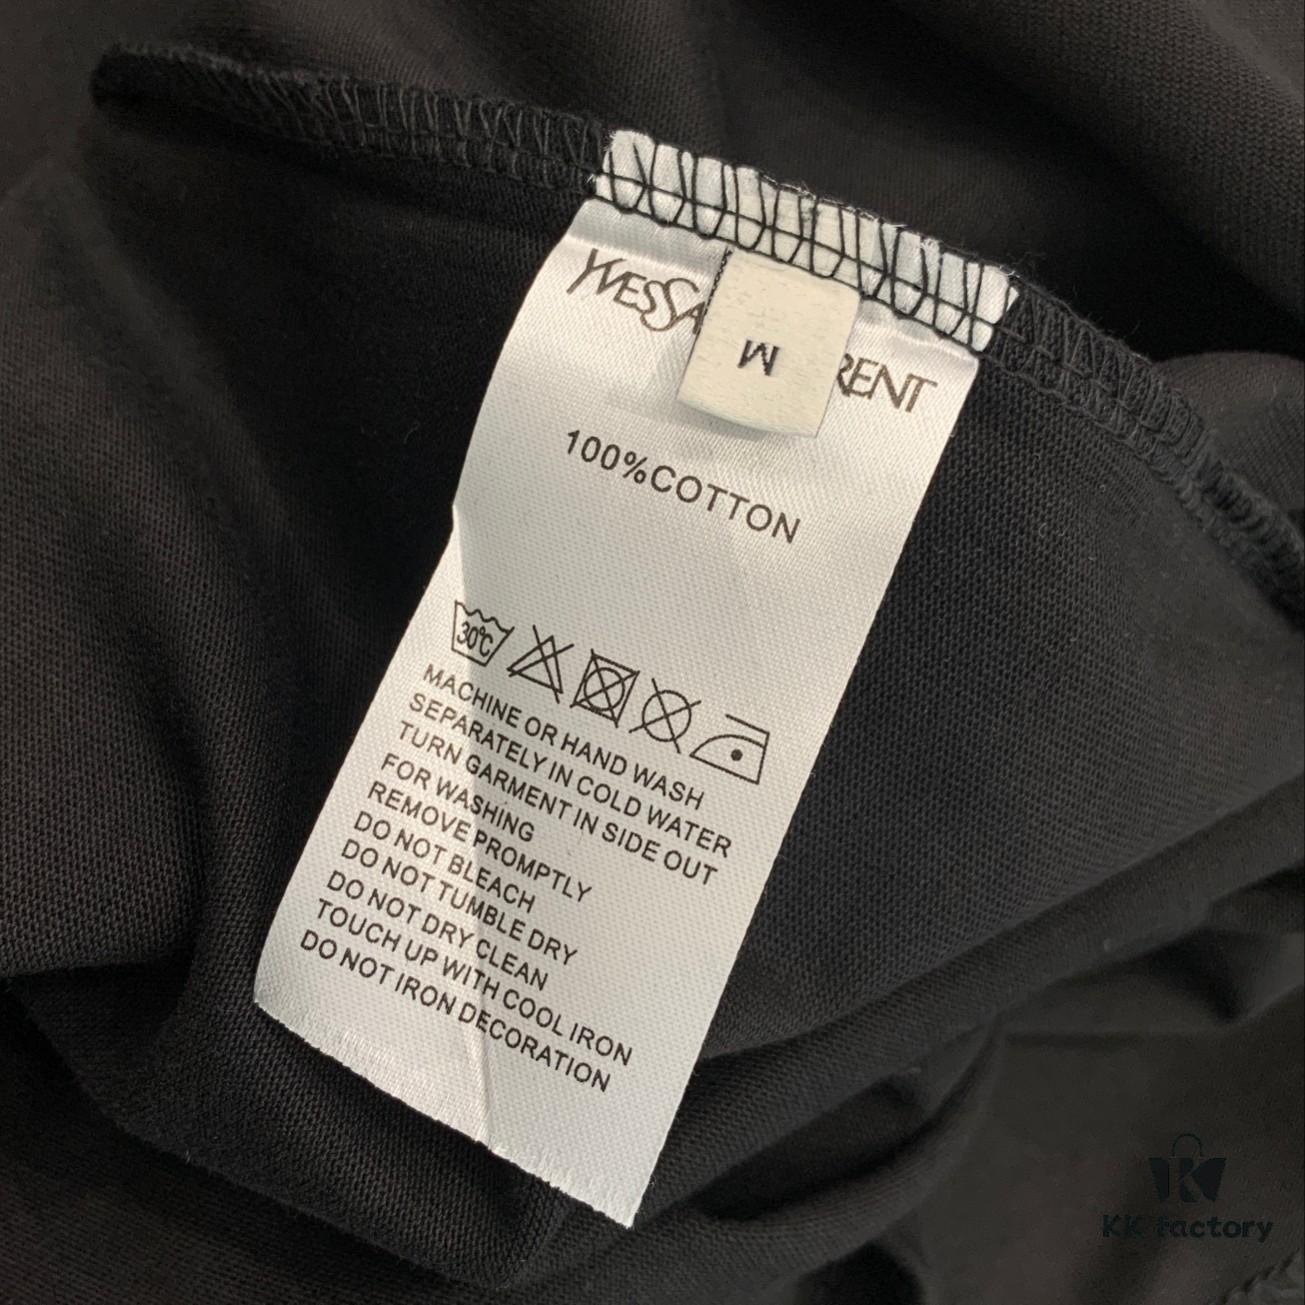 YVESSA
M
RENT
100%COTTON
30℃
MACHINE OR HAND WASH
SEPARATELY IN COLD WATER
TURN GARMENT IN SIDE OUT
FOR WASHING
REMOVE PROMPTLY
DO NOT BLEACH
DO NOT TUMBLE DRY
DO NOT DRY CLEAN
TOUCH UP WITH COOL IRON
DO NOT IRON DECORATION
KK factory